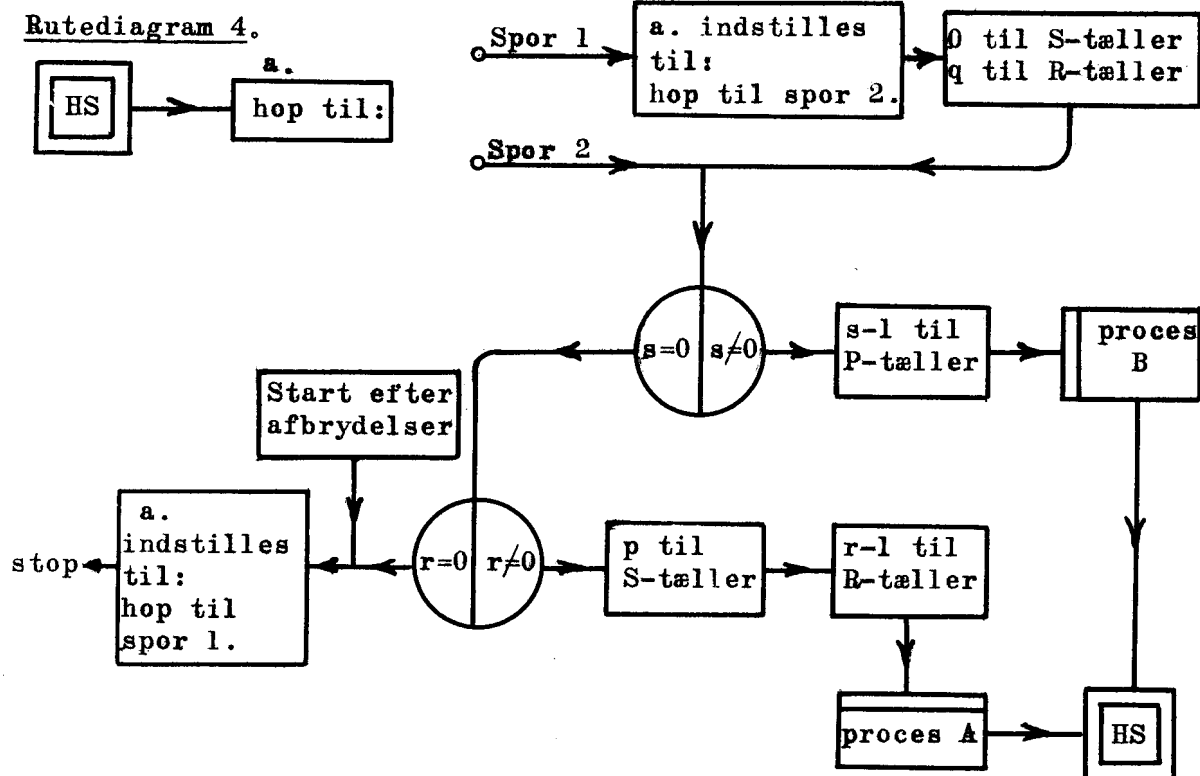 Rutediagram 4.
HS
a.
hop til:
Spor 1
a. indstilles
til:
hop til spor 2.
0 til S-tæller
q til R-tæller
Spor 2
s=0
s≠0
s-1 til
P-tæller
proces
B
Start efter
afbrydelser
stop
a.
indstilles
til:
hop til
spor 1.
r=0
r≠0
p til
S-tæller
r-1 til
R-tæller
proces A
HS